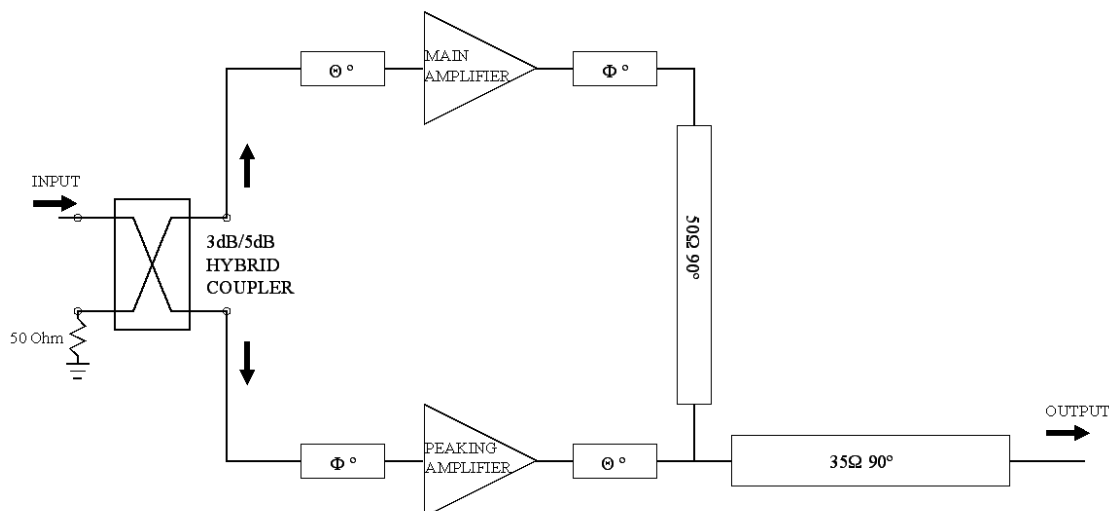 MAIN
AMPLIFIER
Θ °
Φ °
INPUT
3dB/5dB
HYBRID
COUPLER
50Ω 90°
50 Ohm
PEAKING
AMPLIFIER
Φ °
Θ °
35Ω 90°
OUTPUT